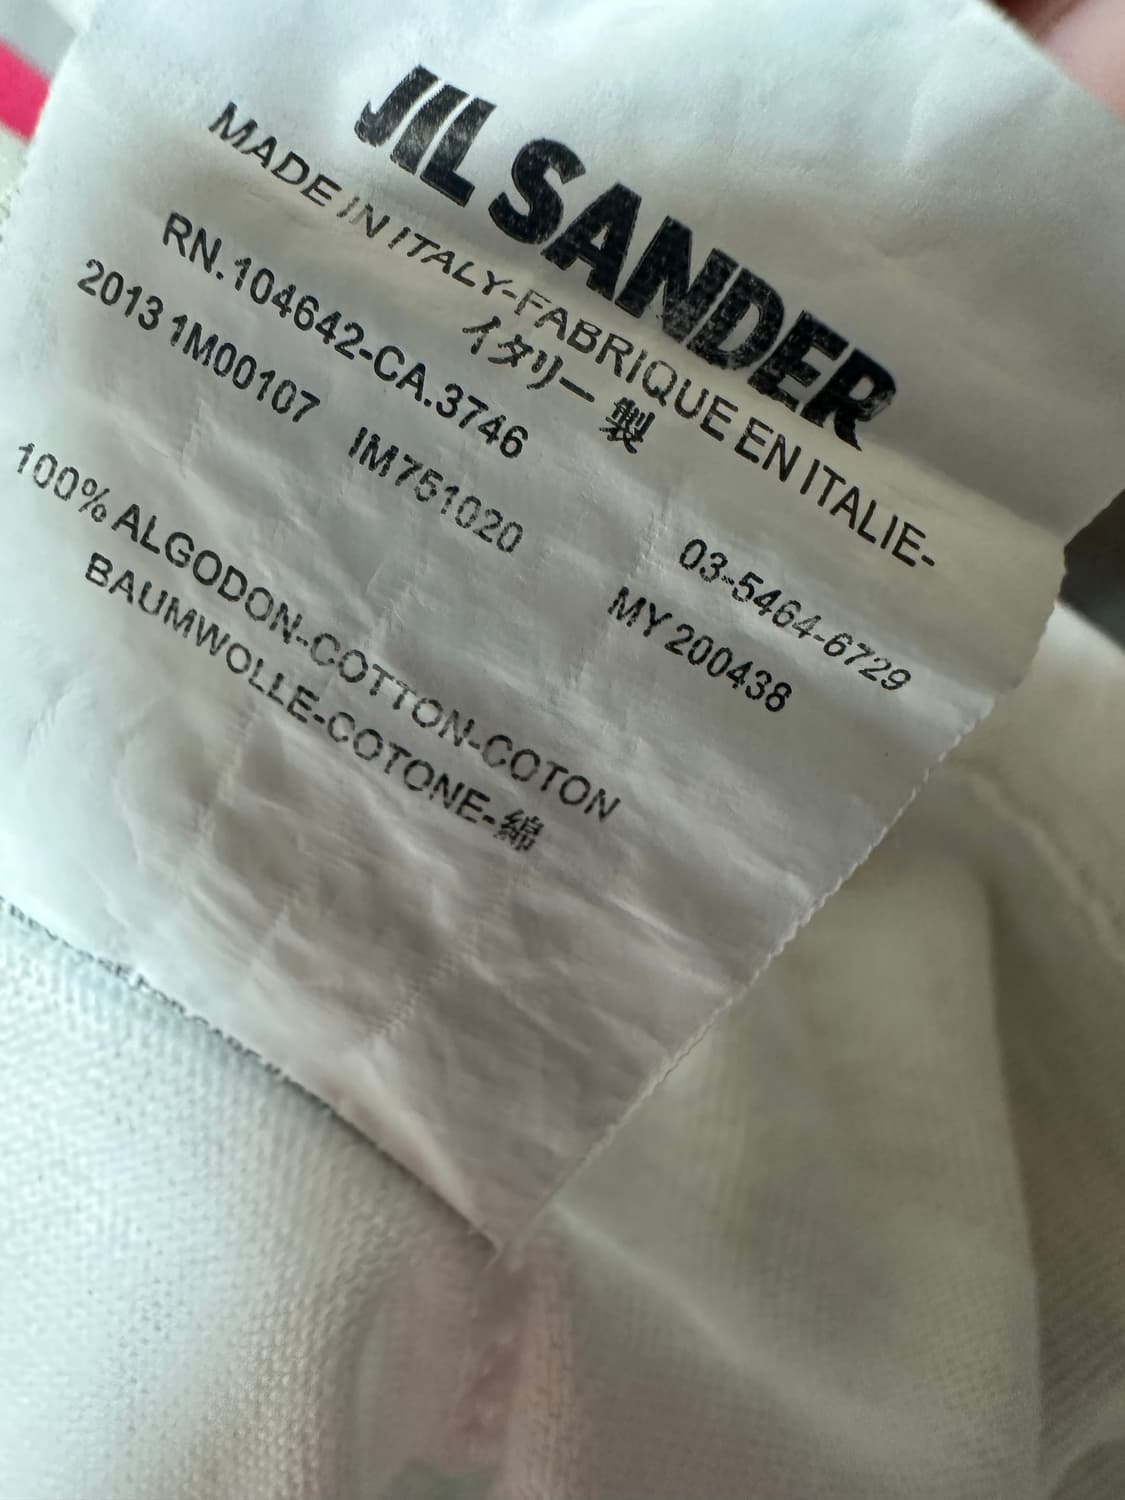 JIL SANDER
MADE IN ITALY-FABRIQUE EN ITALIE-
イタリー製
RN.104642-CA.3746 03-5464-6729
2013 1M00107 IM751020 MY 200438
100% ALGODON-COTTON-COTON
BAUMWOLLE-COTONE-綿